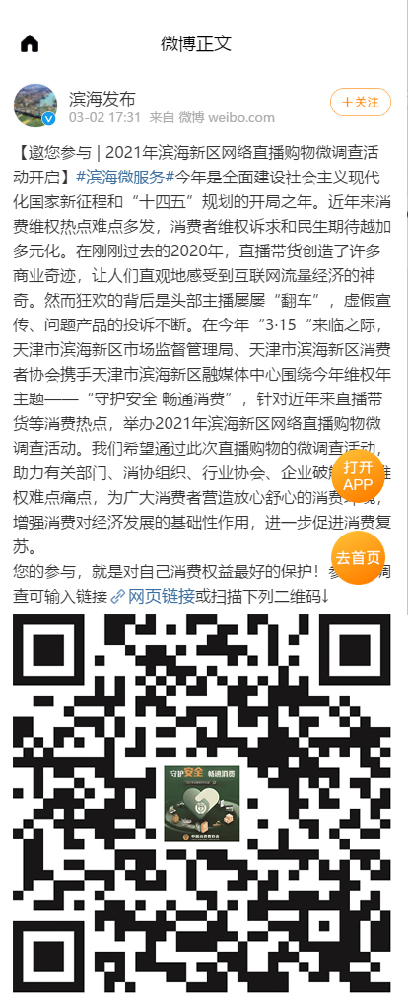 微博正文
滨海发布
03-02 17:31 来自 微博 weibo.com
＋关注
【邀您参与 | 2021年滨海新区网络直播购物微调查活
动开启】#滨海微服务#今年是全面建设社会主义现代
化国家新征程和“十四五”规划的开局之年。近年来消
费维权热点难点多发，消费者维权诉求和民生期待越加
多元化。在刚刚过去的2020年，直播带货创造了许多
商业奇迹，让人们直观地感受到互联网流量经济的神
奇。然而狂欢的背后是头部主播屡屡“翻车”，虚假宣
传、问题产品的投诉不断。在今年“3·15“来临之际，
天津市滨海新区市场监督管理局、天津市滨海新区消费
者协会携手天津市滨海新区融媒体中心围绕今年维权年
主题——“守护安全 畅通消费”，针对近年来直播带
货等消费热点，举办2021年滨海新区网络直播购物微
调查活动。我们希望通过此次直播购物的微调查活动，
助力有关部门、消协组织、行业协会、企业破 维
权难点痛点，为广大消费者营造放心舒心的消费 境，
增强消费对经济发展的基础性作用，进一步促进消费复
苏。
您的参与，就是对自己消费权益最好的保护！参 调
查可输入链接 网页链接或扫描下列二维码↓
打开
APP
去首页
守护安全 畅通消费
中国消费者协会